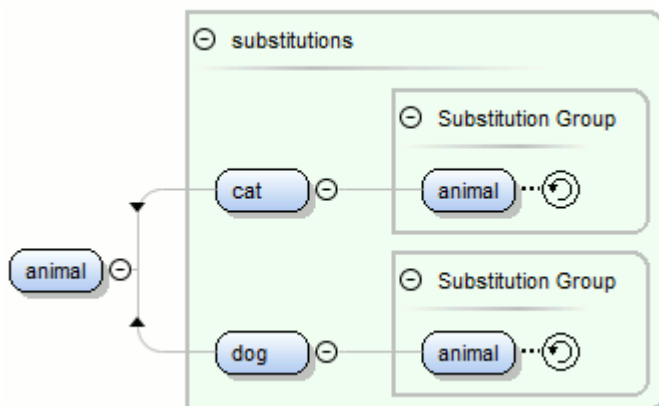 substitutions
Substitution Group
cat
animal
animal
Substitution Group
dog
animal